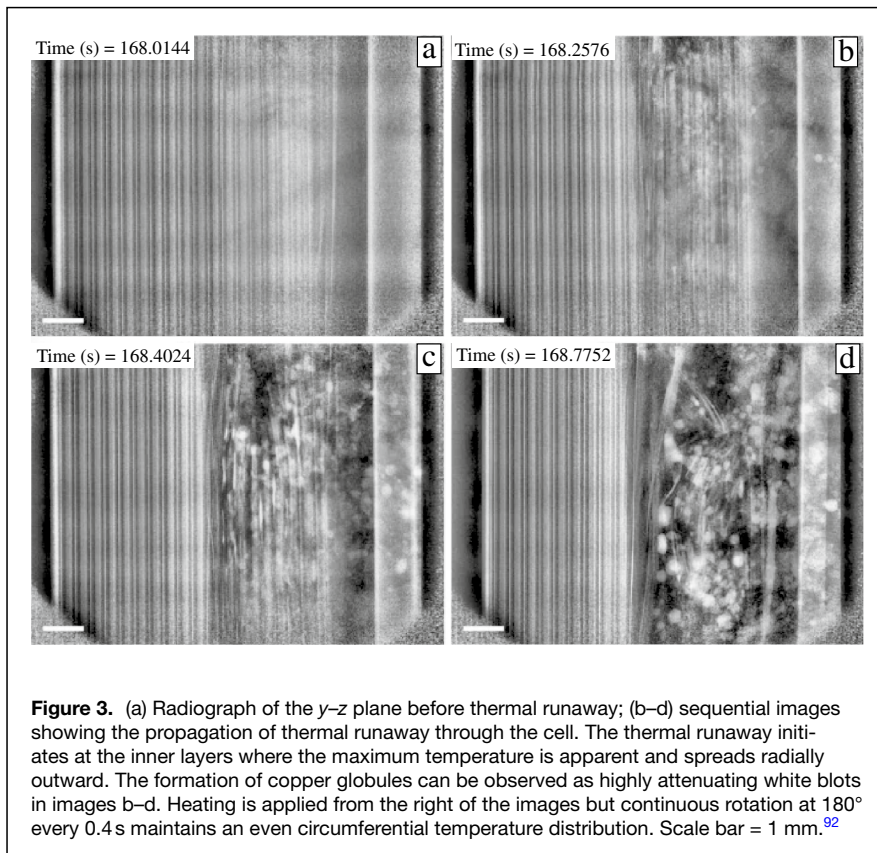 Time (s) = 168.0144
a
Time (s) = 168.2576
b
Time (s) = 168.4024
c
Time (s) = 168.7752
d
Figure 3. (a) Radiograph of the y–z plane before thermal runaway; (b–d) sequential images
showing the propagation of thermal runaway through the cell. The thermal runaway initi-
ates at the inner layers where the maximum temperature is apparent and spreads radially
outward. The formation of copper globules can be observed as highly attenuating white blots
in images b–d. Heating is applied from the right of the images but continuous rotation at 180°
every 0.4 s maintains an even circumferential temperature distribution. Scale bar = 1 mm.92